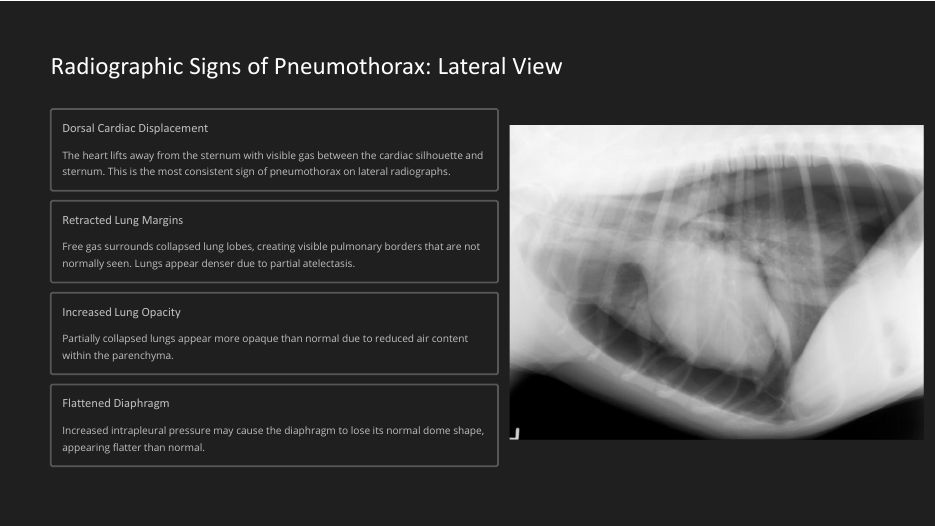 Radiographic Signs of Pneumothorax: Lateral View
Dorsal Cardiac Displacement
The heart lifts away from the sternum with visible gas between the cardiac silhouette and
sternum. This is the most consistent sign of pneumothorax on lateral radiographs.
Retracted Lung Margins
Free gas surrounds collapsed lung lobes, creating visible pulmonary borders that are not
normally seen. Lungs appear denser due to partial atelectasis.
Increased Lung Opacity
Partially collapsed lungs appear more opaque than normal due to reduced air content
within the parenchyma.
Flattened Diaphragm
Increased intrapleural pressure may cause the diaphragm to lose its normal dome shape,
appearing flatter than normal.